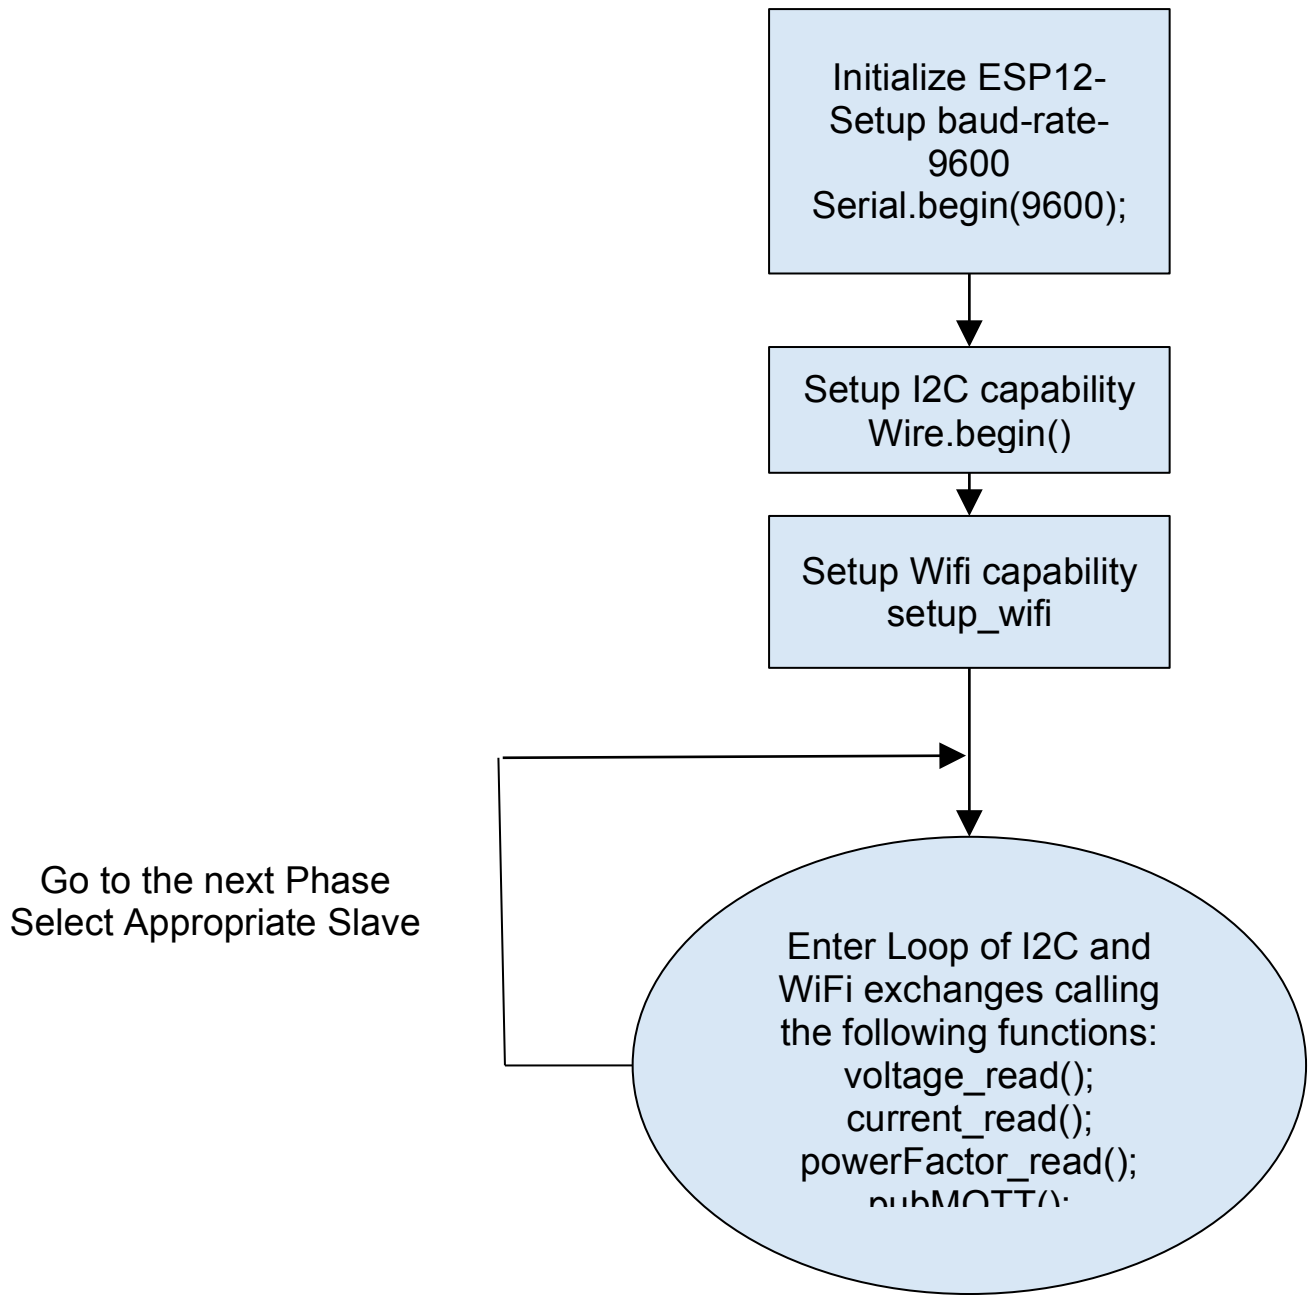 Initialize ESP12-
Setup baud-rate-
9600
Serial.begin(9600);
Setup I2C capability
Wire.begin()
Setup Wifi capability
setup_wifi
Go to the next Phase
Select Appropriate Slave
Enter Loop of I2C and
WiFi exchanges calling
the following functions:
voltage_read();
current_read();
powerFactor_read();
pubMQTT();